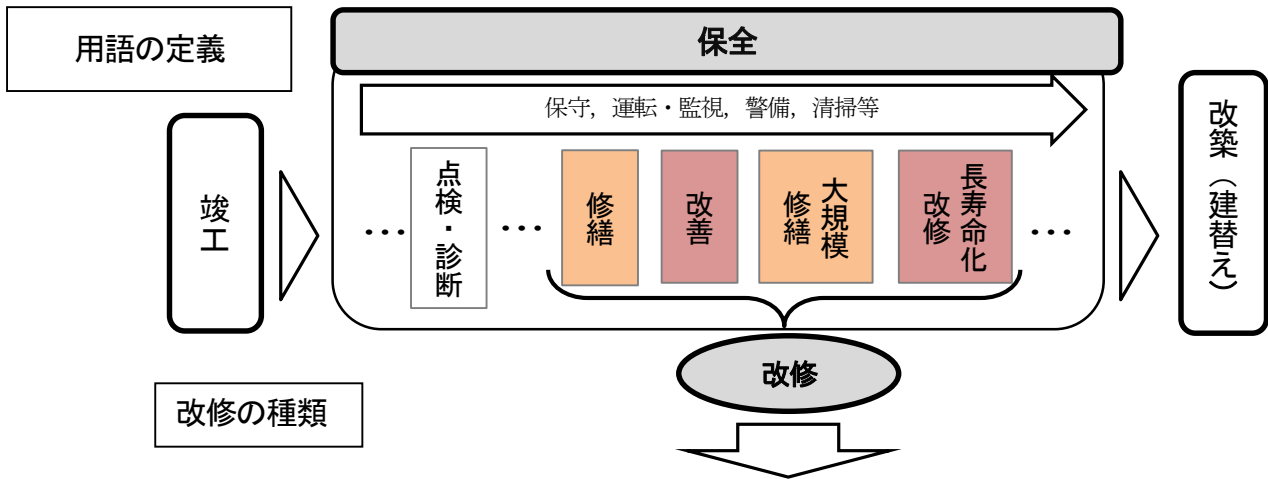 用語の定義
保全
保守，運転・監視，警備，清掃等
竣工
…
点検・診断
…
修繕
改善
大規模
修繕
長寿命化
改修
…
改築（建替え）
改修
改修の種類